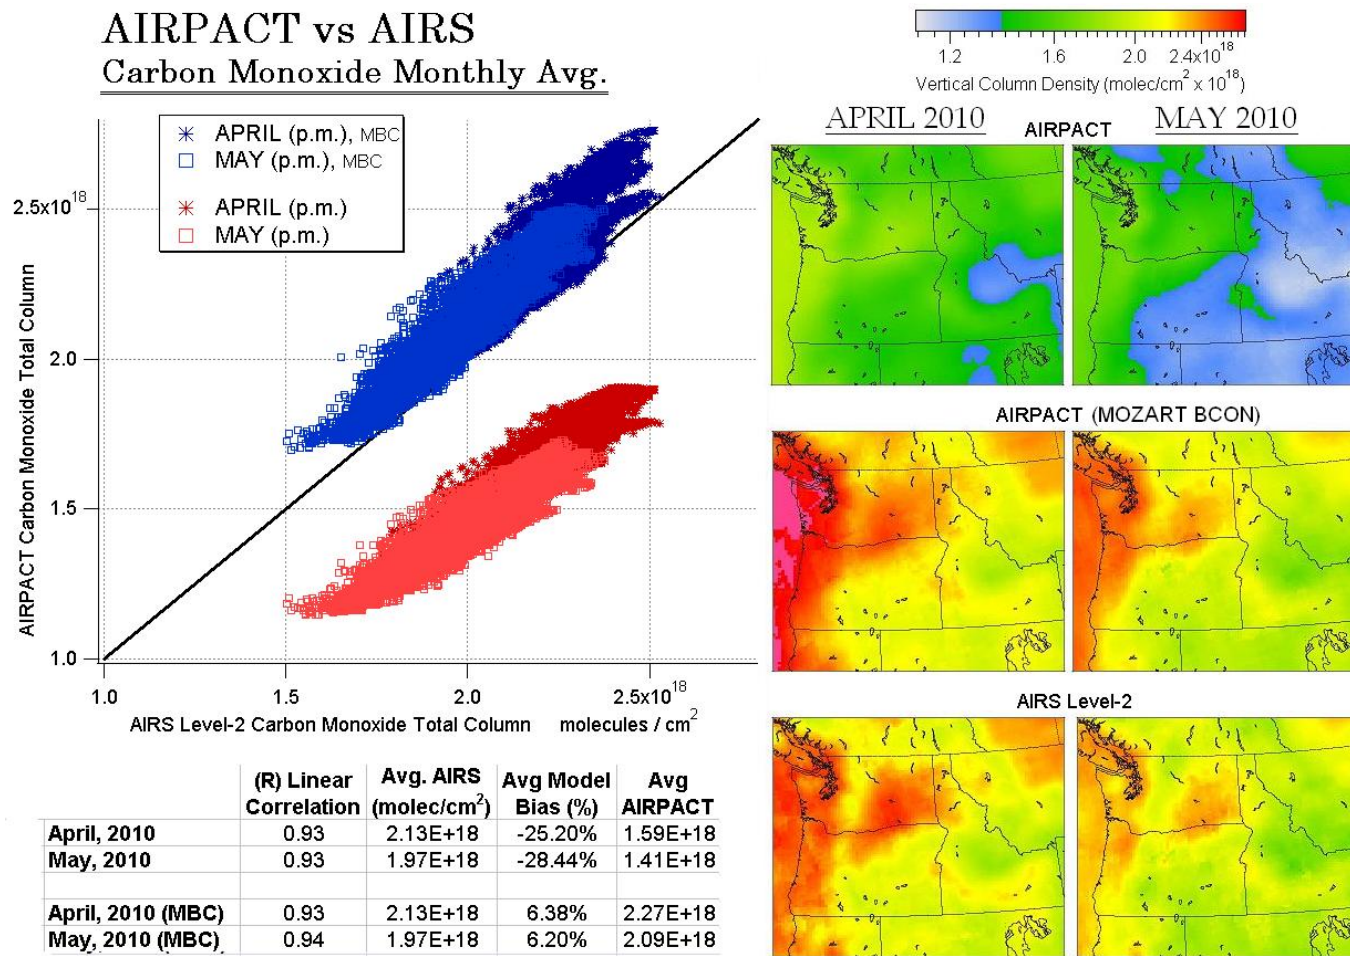 AIRPACT vs AIRS
Carbon Monoxide Monthly Avg.
APRIL (p.m.), MBC
MAY (p.m.), MBC
APRIL (p.m.)
MAY (p.m.)
2.5x10^18
2.0
1.5
1.0
AIRPACT Carbon Monoxide Total Column
1.0 1.5 2.0 2.5x10^18
AIRS Level-2 Carbon Monoxide Total Column molecules / cm^2
(R) Linear Correlation Avg. AIRS (molec/cm^2) Avg Model Bias (%) Avg AIRPACT
April, 2010 0.93 2.13E+18 -25.20% 1.59E+18
May, 2010 0.93 1.97E+18 -28.44% 1.41E+18
April, 2010 (MBC) 0.93 2.13E+18 6.38% 2.27E+18
May, 2010 (MBC) 0.94 1.97E+18 6.20% 2.09E+18
1.2 1.6 2.0 2.4x10^18
Vertical Column Density (molec/cm^2 x 10^18)
APRIL 2010 AIRPACT MAY 2010
AIRPACT (MOZART BCON)
AIRS Level-2